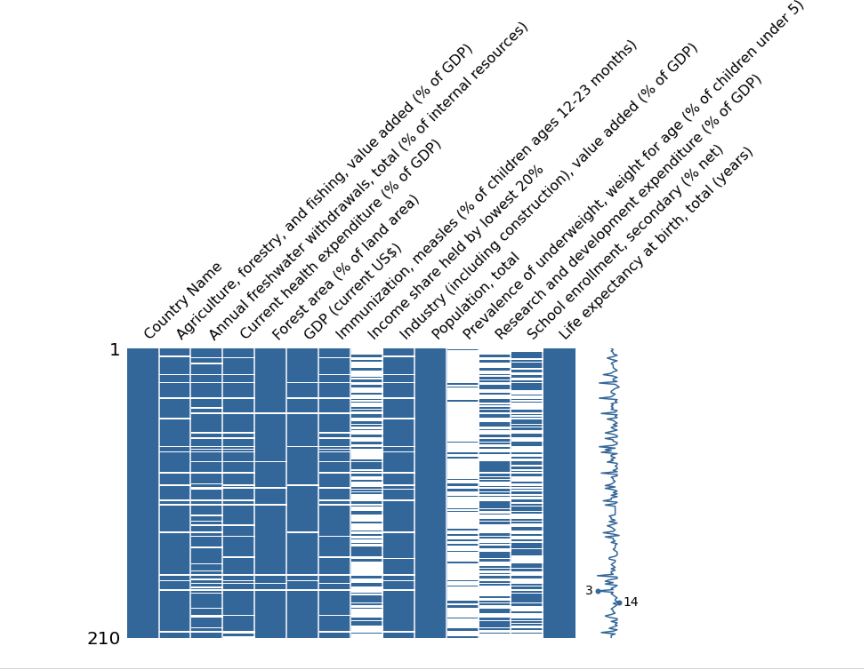 Country Name
Agriculture, forestry, and fishing, value added (% of GDP)
Annual freshwater withdrawals, total (% of internal resources)
Current health expenditure (% of GDP)
Forest area (% of land area)
GDP (current US$)
Immunization, measles (% of children ages 12-23 months)
Income share held by lowest 20%
Industry (including construction), value added (% of GDP)
Population, total
Prevalence of underweight, weight for age (% of children under 5)
Research and development expenditure (% of GDP)
School enrollment, secondary (% net)
Life expectancy at birth, total (years)
1
3
14
210